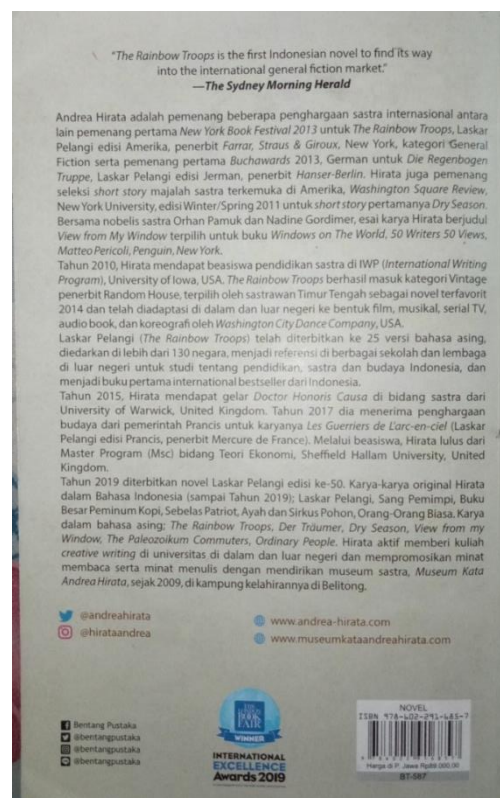 "The Rainbow Troops is the first Indonesian novel to find its way
into the international general fiction market."
—The Sydney Morning Herald
Andrea Hirata adalah pemenang beberapa penghargaan sastra internasional antara
lain pemenang pertama New York Book Festival 2013 untuk The Rainbow Troops, Laskar
Pelangi edisi Amerika, penerbit Farrar, Straus & Giroux, New York, kategori General
Fiction serta pemenang pertama Buchawards 2013, German untuk Die Regenbogen
Truppe, Laskar Pelangi edisi Jerman, penerbit Hanser-Berlin. Hirata juga pemenang
seleksi short story majalah sastra terkemuka di Amerika, Washington Square Review,
New York University, edisi Winter/Spring 2011 untuk short story pertamanya Dry Season.
Bersama nobelis sastra Orhan Pamuk dan Nadine Gordimer, esai karya Hirata berjudul
View from My Window terpilih untuk buku Windows on The World, 50 Writers 50 Views,
Matteo Pericoli, Penguin, New York.
Tahun 2010, Hirata mendapat beasiswa pendidikan sastra di IWP (International Writing
Program), University of Iowa, USA. The Rainbow Troops berhasil masuk kategori Vintage
penerbit Random House, terpilih oleh sastrawan Timur Tengah sebagai novel terfavorit
2014 dan telah diadaptasi di dalam dan luar negeri ke bentuk film, musikal, serial TV,
audio book, dan koreografi oleh Washington City Dance Company, USA.
Laskar Pelangi (The Rainbow Troops) telah diterbitkan ke 25 versi bahasa asing,
diedarkan di lebih dari 130 negara, menjadi referensi di berbagai sekolah dan lembaga
di luar negeri untuk studi tentang pendidikan, sastra dan budaya Indonesia, dan
menjadi buku pertama international bestseller dari Indonesia.
Tahun 2015, Hirata mendapat gelar Doctor Honoris Causa di bidang sastra dari
University of Warwick, United Kingdom. Tahun 2017 dia menerima penghargaan
budaya dari pemerintah Prancis untuk karyanya Les Guerriers de L'arc-en-ciel (Laskar
Pelangi edisi Prancis, penerbit Mercure de France). Melalui beasiswa, Hirata lulus dari
Master Program (Msc) bidang Teori Ekonomi, Sheffield Hallam University, United
Kingdom.
Tahun 2019 diterbitkan novel Laskar Pelangi edisi ke-50. Karya-karya original Hirata
dalam Bahasa Indonesia (sampai Tahun 2019); Laskar Pelangi, Sang Pemimpi, Buku
Besar Peminum Kopi, Sebelas Patriot, Ayah dan Sirkus Pohon, Orang-Orang Biasa, Karya
dalam bahasa asing; The Rainbow Troops, Der Träumer, Dry Season, View from my
Window, The Paleozoikum Commuters, Ordinary People. Hirata aktif memberi kuliah
creative writing di universitas di dalam dan luar negeri dan mempromosikan minat
membaca serta minat menulis dengan mendirikan museum sastra, Museum Kata
Andrea Hirata, sejak 2009, di kampung kelahirannya di Belitong.
@andreahirata
@hirataandrea
www.andrea-hirata.com
www.museumkataandreahirata.com
Bentang Pustaka
@bentangpustaka
@bentangpustaka
@bentangpustaka
THE LONDON BOOK FAIR
WINNER
INTERNATIONAL
EXCELLENCE
Awards 2019
NOVEL
ISBN 978-602-291-685-7
Harga di P. Jawa Rp89.000,00
BT-587